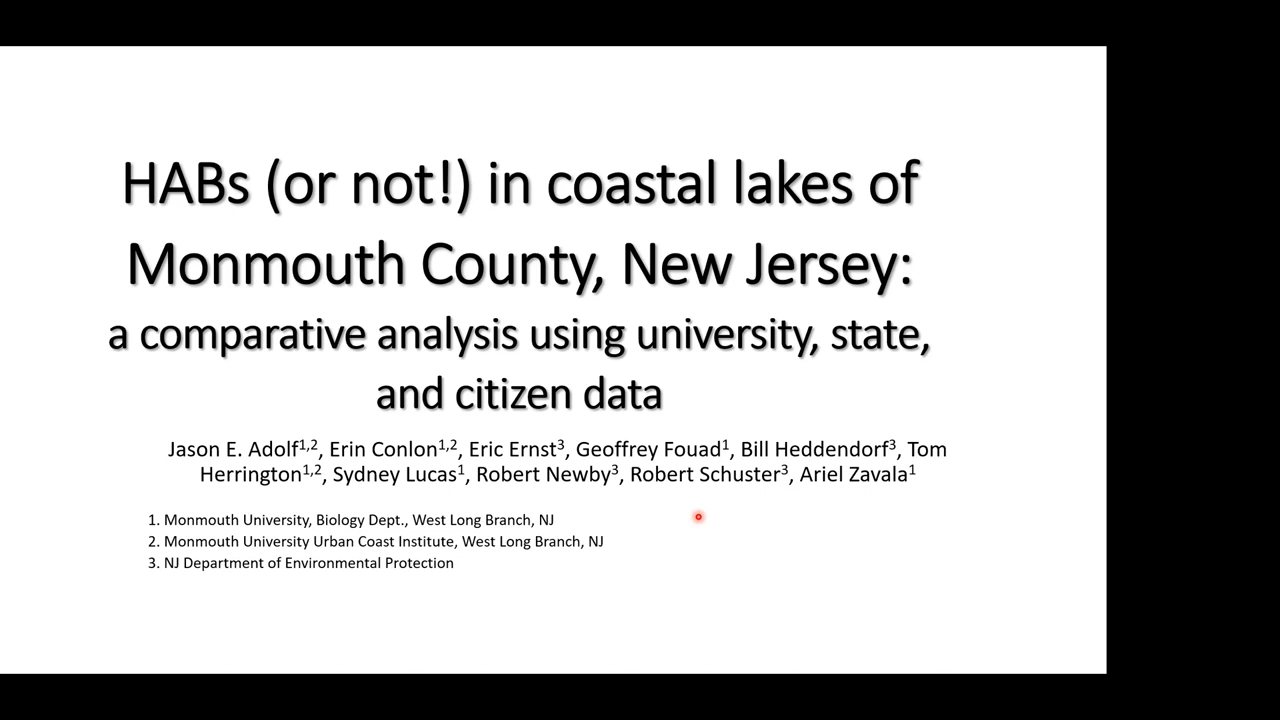 HABs (or not!) in coastal lakes of
Monmouth County, New Jersey:
a comparative analysis using university, state,
and citizen data
Jason E. Adolf1,2, Erin Conlon1,2, Eric Ernst3, Geoffrey Fouad1, Bill Heddendorf3, Tom
Herrington1,2, Sydney Lucas1, Robert Newby3, Robert Schuster3, Ariel Zavala1
1. Monmouth University, Biology Dept., West Long Branch, NJ
2. Monmouth University Urban Coast Institute, West Long Branch, NJ
3. NJ Department of Environmental Protection